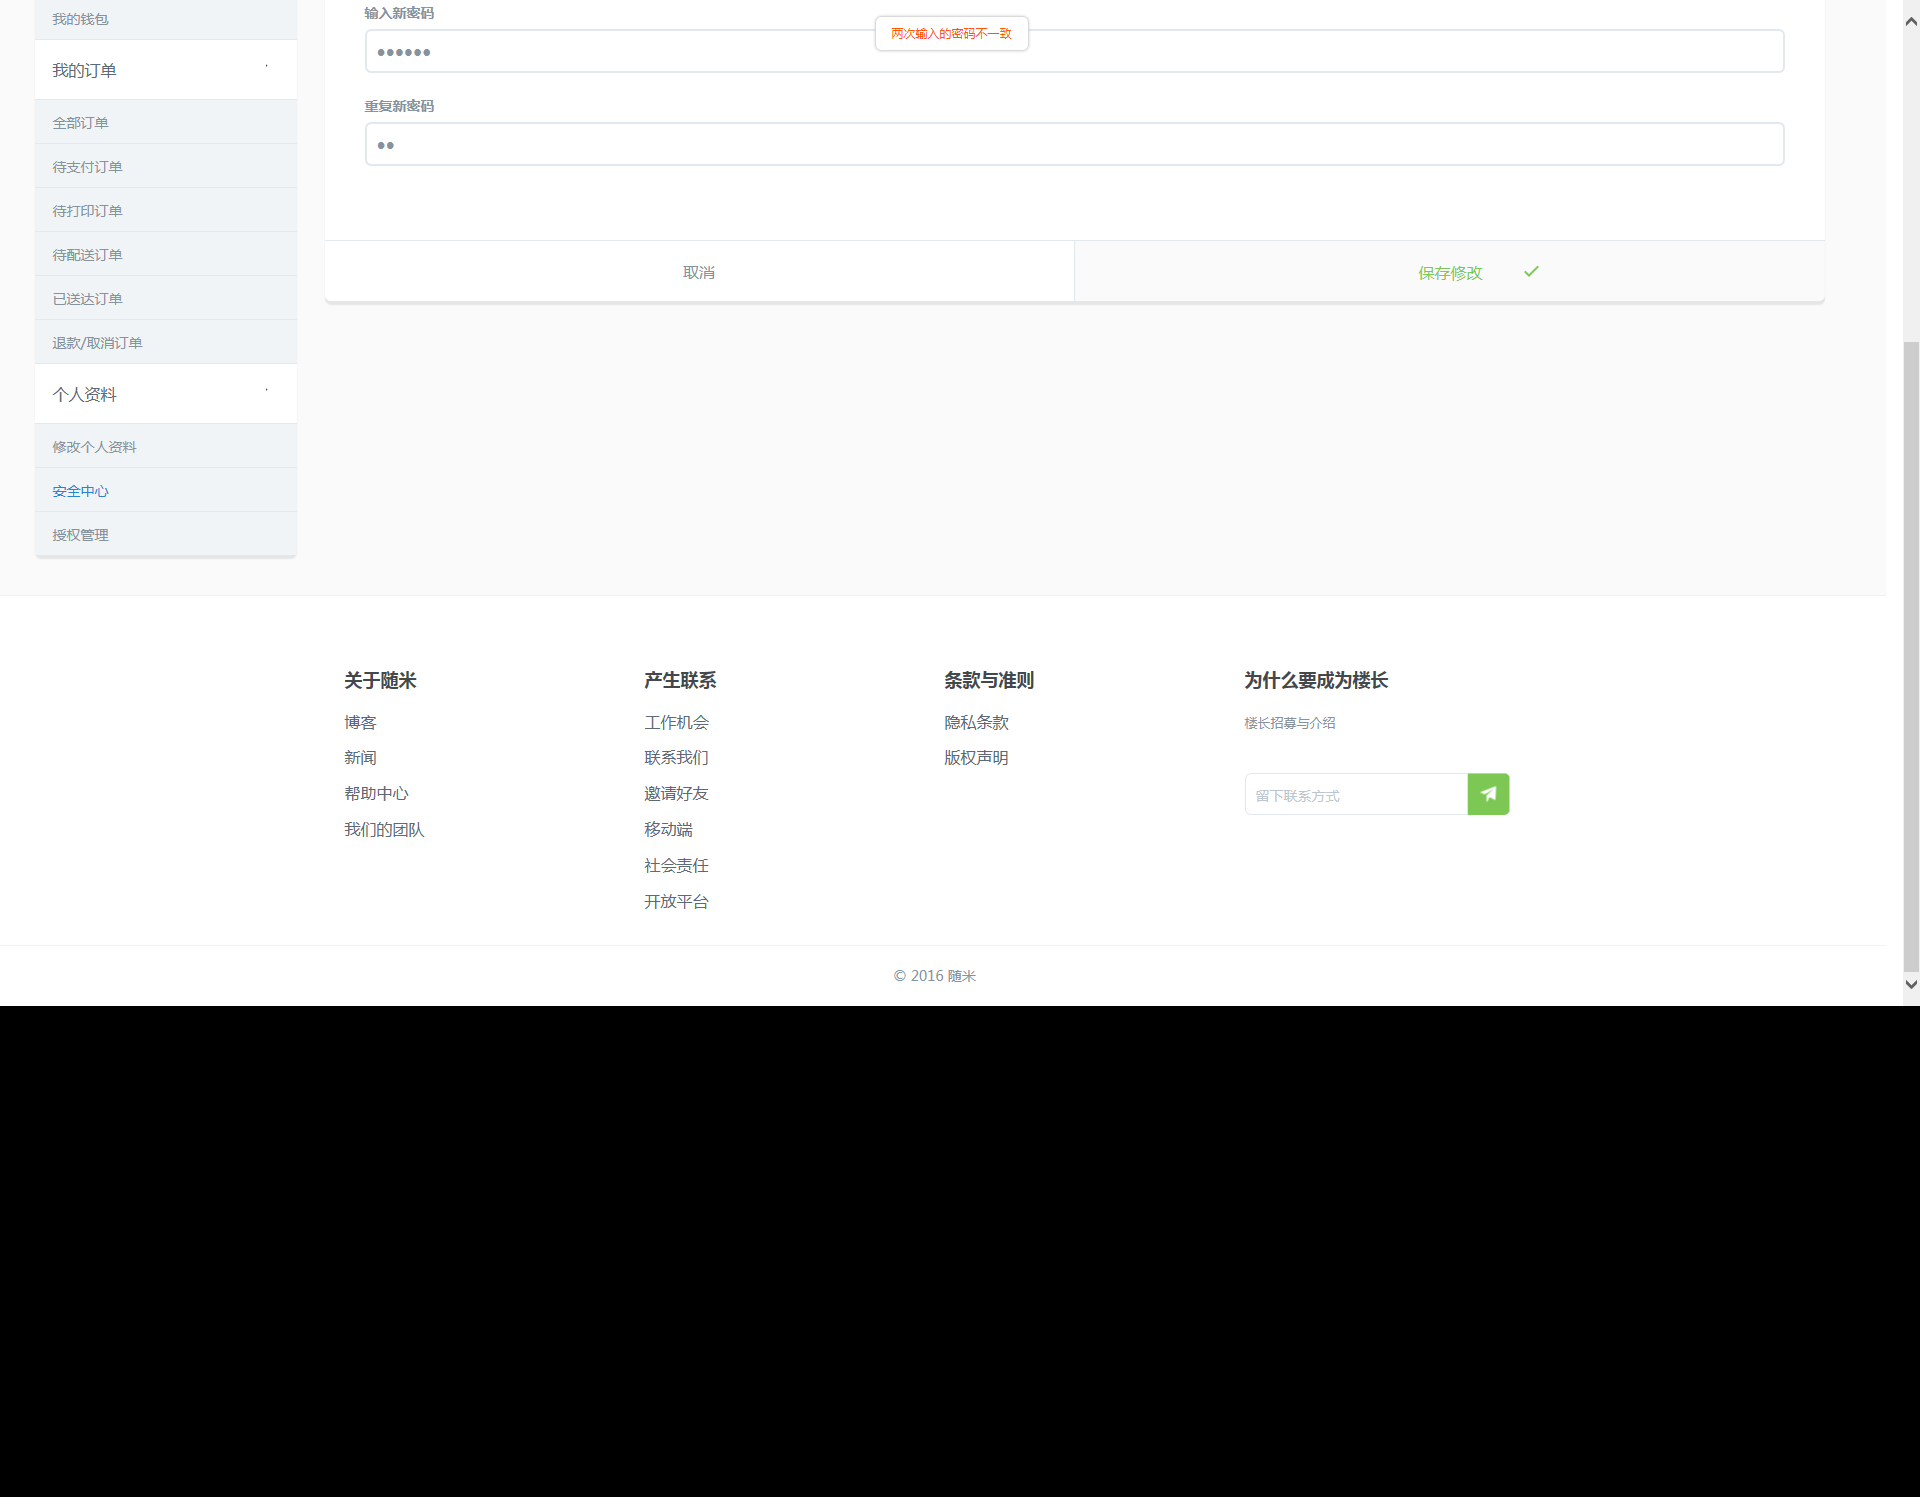 我的钱包
我的订单
全部订单
待支付订单
待打印订单
待配送订单
已送达订单
退款/取消订单
个人资料
修改个人资料
安全中心
授权管理
输入新密码
两次输入的密码不一致
••••••
重复新密码
••
取消
保存修改
关于随米
博客
新闻
帮助中心
我们的团队
产生联系
工作机会
联系我们
邀请好友
移动端
社会责任
开放平台
条款与准则
隐私条款
版权声明
为什么要成为楼长
楼长招募与介绍
留下联系方式
© 2016 随米